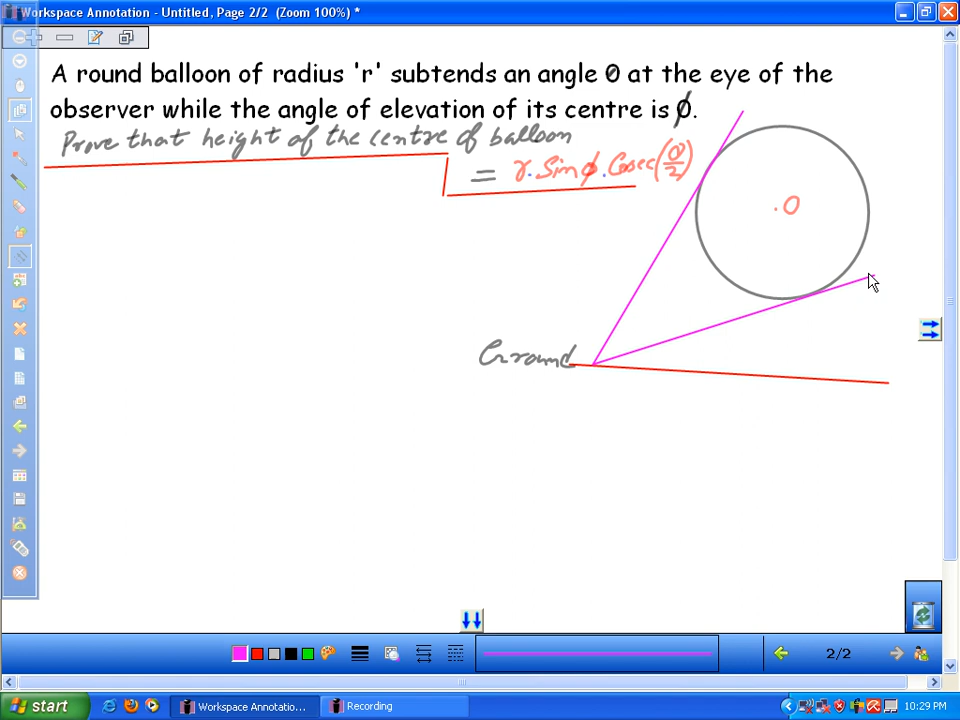 Workspace Annotation - Untitled, Page 2/2 (Zoom 100%) *
A round balloon of radius 'r' subtends an angle θ at the eye of the
observer while the angle of elevation of its centre is φ.
Prove that height of the centre of balloon
= r. Sin φ . Cosec (θ/2)
. O
Ground
2/2
start
Workspace Annotatio...
Recording
10:29 PM